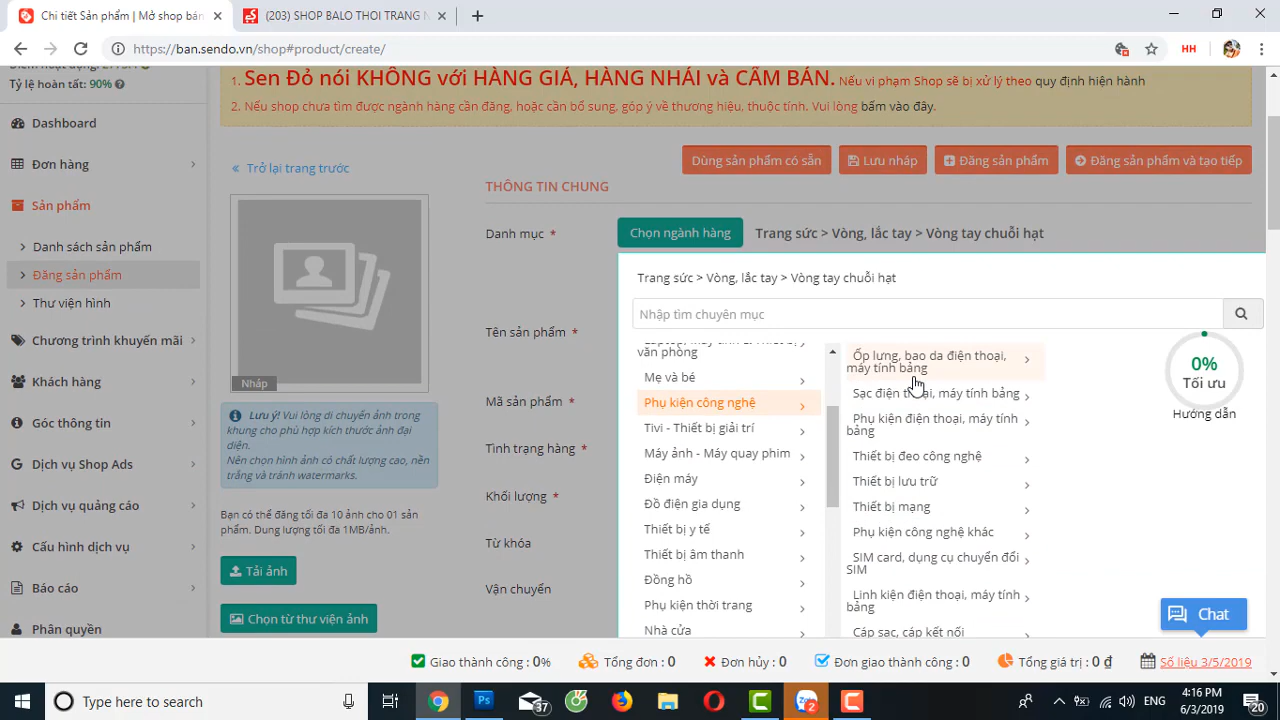 Chi tiết Sản phẩm | Mở shop bán
(203) SHOP BALO THOI TRANG N
https://ban.sendo.vn/shop#product/create/
HH
Tỷ lệ hoàn tất: 90%
Dashboard
Đơn hàng
Sản phẩm
Danh sách sản phẩm
Đăng sản phẩm
Thư viện hình
Chương trình khuyến mãi
Khách hàng
Góc thông tin
Dịch vụ Shop Ads
Dịch vụ quảng cáo
Cấu hình dịch vụ
Báo cáo
Phân quyền
1. Sen Đỏ nói KHÔNG với HÀNG GIẢ, HÀNG NHÁI và CẤM BÁN. Nếu vi phạm Shop sẽ bị xử lý theo quy định hiện hành
2. Nếu shop chưa tìm được ngành hàng cần đăng, hoặc cần bổ sung, góp ý về thương hiệu, thuộc tính. Vui lòng bấm vào đây.
« Trở lại trang trước
Dùng sản phẩm có sẵn
Lưu nháp
Đăng sản phẩm
Đăng sản phẩm và tạo tiếp
Nháp
Lưu ý! Vui lòng di chuyển ảnh trong
khung cho phù hợp kích thước ảnh đại
diện.
Nên chọn hình ảnh có chất lượng cao, nền
trắng và tránh watermarks.
Bạn có thể đăng tối đa 10 ảnh cho 01 sản
phẩm. Dung lượng tối đa 1MB/ảnh.
Tải ảnh
Chọn từ thư viện ảnh
THÔNG TIN CHUNG
Danh mục *
Chọn ngành hàng
Trang sức > Vòng, lắc tay > Vòng tay chuỗi hạt
Tên sản phẩm *
Mã sản phẩm *
Tình trạng hàng *
Khối lượng *
Từ khóa
Vận chuyển
Trang sức > Vòng, lắc tay > Vòng tay chuỗi hạt
Nhập tìm chuyên mục
văn phòng
Mẹ và bé
Phụ kiện công nghệ
Tivi - Thiết bị giải trí
Máy ảnh - Máy quay phim
Điện máy
Đồ điện gia dụng
Thiết bị y tế
Thiết bị âm thanh
Đồng hồ
Phụ kiện thời trang
Nhà cửa
Ốp lưng, bao da điện thoại,
máy tính bảng
Sạc điện thoại, máy tính bảng
Phụ kiện điện thoại, máy tính
bảng
Thiết bị đeo công nghệ
Thiết bị lưu trữ
Thiết bị mạng
Phụ kiện công nghệ khác
SIM card, dụng cụ chuyển đổi
SIM
Linh kiện điện thoại, máy tính
bảng
Cáp sạc, cáp kết nối
0%
Tối ưu
Hướng dẫn
Chat
Giao thành công : 0%
Tổng đơn : 0
Đơn hủy : 0
Đơn giao thành công : 0
Tổng giá trị : 0 đ
Số liệu 3/5/2019
Type here to search
37
Zalo
2
ENG
4:16 PM
6/3/2019
20